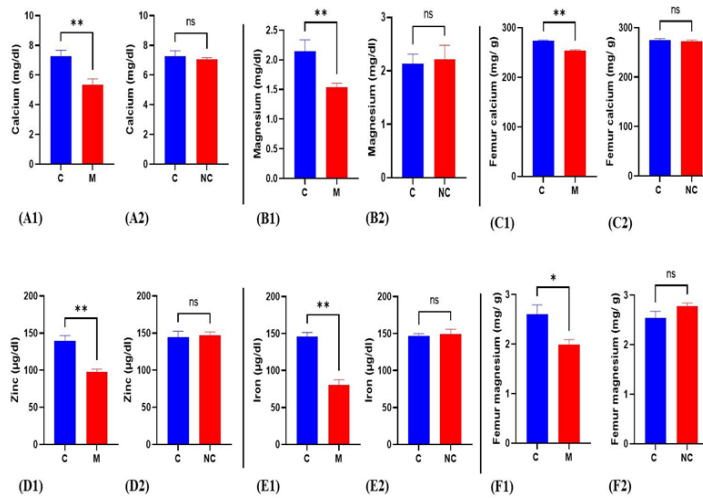 ** ns ** ns ** ns
Calcium (mg/dl) 10 8 6 4 2 0 C M
Calcium (mg/dl) 10 8 6 4 2 0 C NC
Magnesium (mg/dl) 2.5 2.0 1.5 1.0 0.5 0.0 C M
Magnesium (mg/dl) 3 2 1 0 C NC
Femur calcium (mg/ g) 300 200 100 0 C M
Femur calcium (mg/ g) 300 200 100 0 C NC
(A1) (A2) (B1) (B2) (C1) (C2)
** ns ** ns * ns
Zinc (µg/dl) 200 150 100 50 0 C M
Zinc (µg/dl) 200 150 100 50 0 C NC
Iron (µg/dl) 200 150 100 50 0 C M
Iron (µg/dl) 200 150 100 50 0 C NC
Femur magnesium (mg/ g) 3 2 1 0 C M
Femur magnesium (mg/ g) 4 3 2 1 0 C NC
(D1) (D2) (E1) (E2) (F1) (F2)